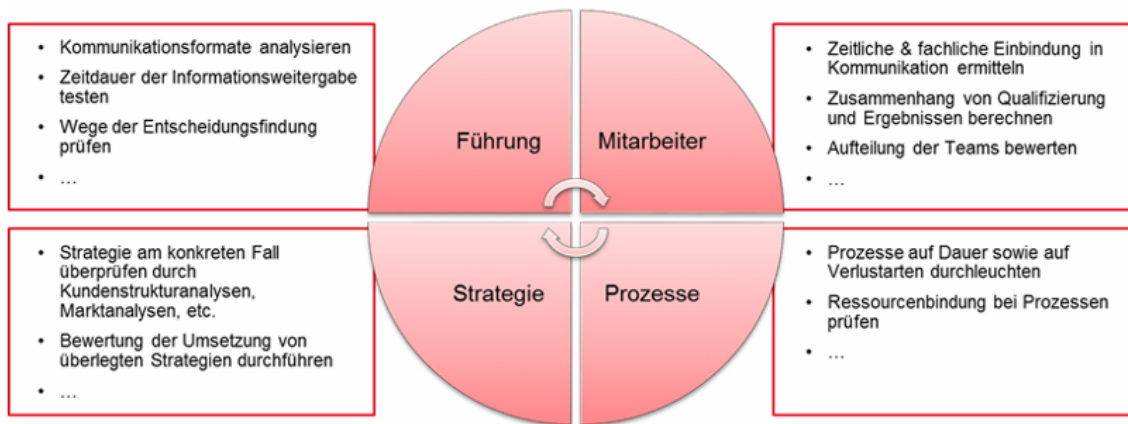 • Kommunikationsformate analysieren
• Zeitdauer der Informationsweitergabe
testen
• Wege der Entscheidungsfindung
prüfen
• ...
Führung
Mitarbeiter
• Zeitliche & fachliche Einbindung in
Kommunikation ermitteln
• Zusammenhang von Qualifizierung
und Ergebnissen berechnen
• Aufteilung der Teams bewerten
• ...
• Strategie am konkreten Fall
überprüfen durch
Kundenstrukturanalysen,
Marktanalysen, etc.
• Bewertung der Umsetzung von
überlegten Strategien durchführen
• ...
Strategie
Prozesse
• Prozesse auf Dauer sowie auf
Verlustarten durchleuchten
• Ressourcenbindung bei Prozessen
prüfen
• ...